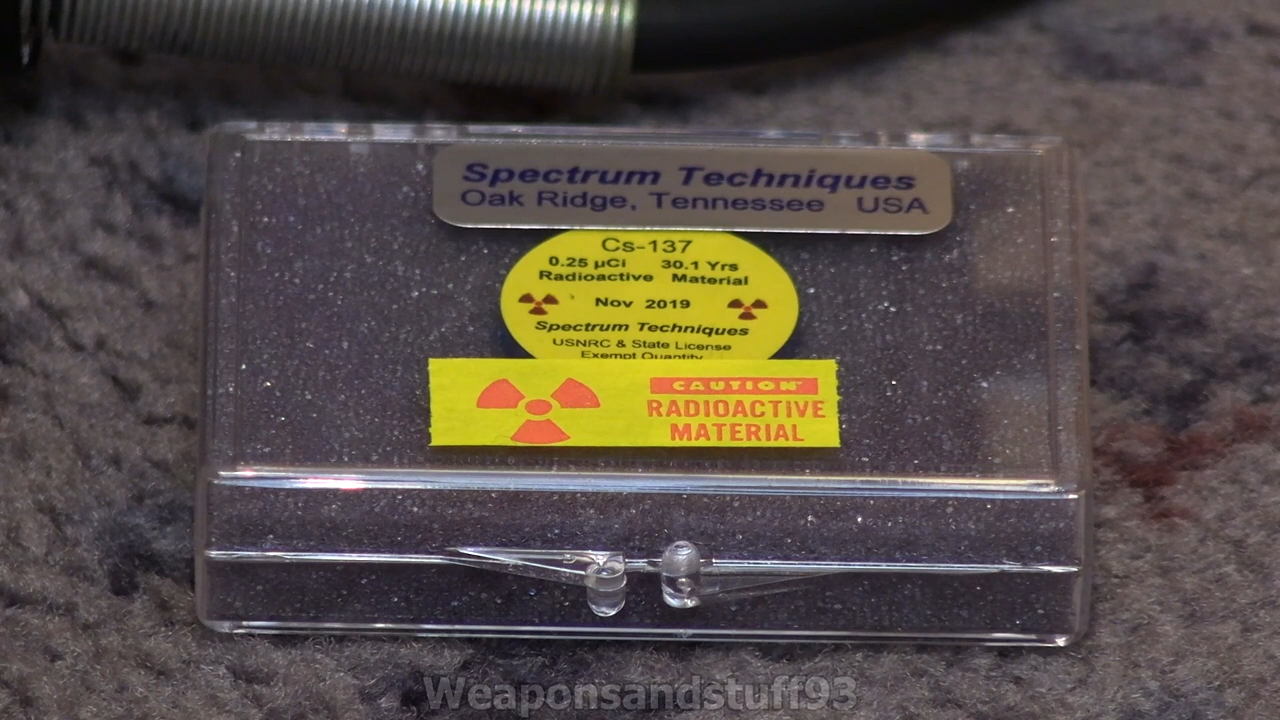 Spectrum Techniques
Oak Ridge, Tennessee USA
Cs-137
0.25 µCi 30.1 Yrs
Radioactive Material
Nov 2019
Spectrum Techniques
USNRC & State License
Exempt Quantity
CAUTION
RADIOACTIVE
MATERIAL
Weaponsandstuff93